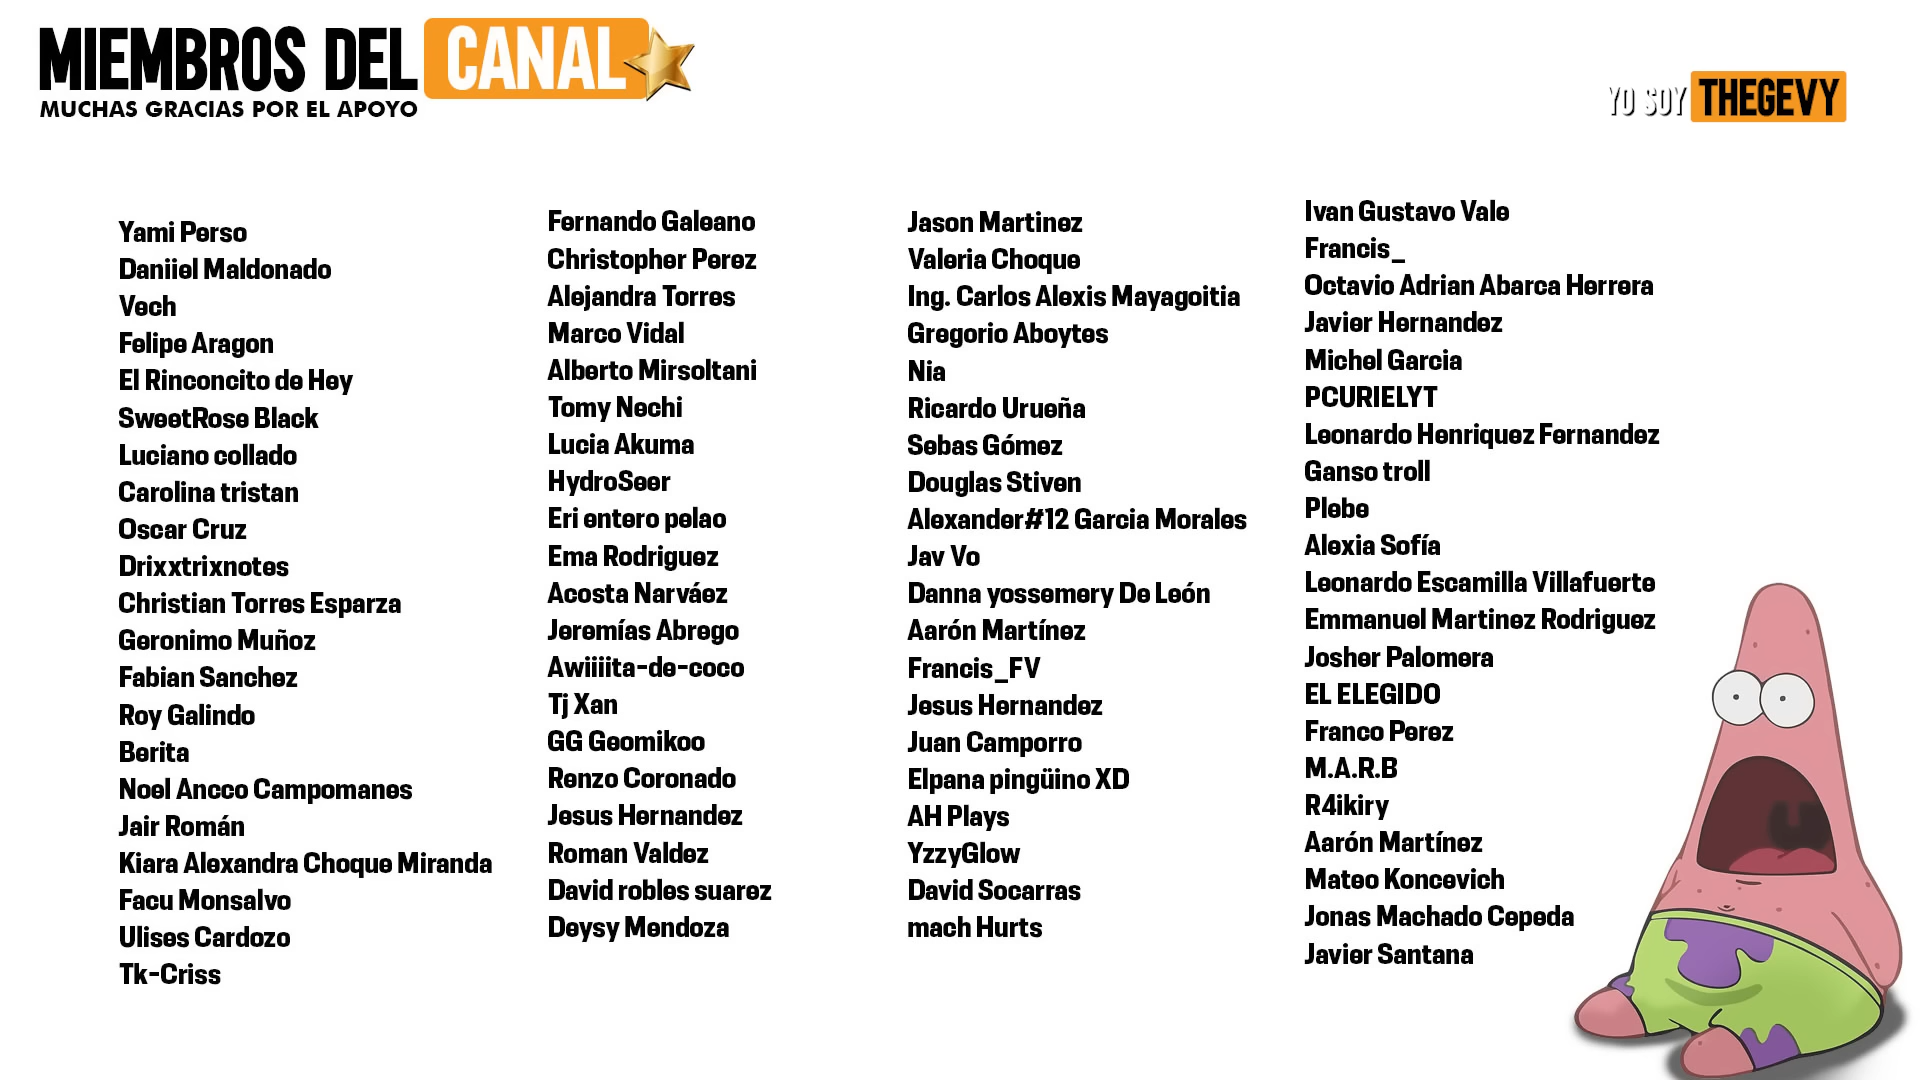 MIEMBROS DEL CANAL
MUCHAS GRACIAS POR EL APOYO
YO SOY THEGEVY
Yami Perso
Daniiel Maldonado
Vech
Felipe Aragon
El Rinconcito de Hey
SweetRose Black
Luciano collado
Carolina tristan
Oscar Cruz
Drixxtrixnotes
Christian Torres Esparza
Geronimo Muñoz
Fabian Sanchez
Roy Galindo
Berita
Noel Ancco Campomanes
Jair Román
Kiara Alexandra Choque Miranda
Facu Monsalvo
Ulises Cardozo
Tk-Criss
Fernando Galeano
Christopher Perez
Alejandra Torres
Marco Vidal
Alberto Mirsoltani
Tomy Nechi
Lucia Akuma
HydroSeer
Eri entero pelao
Ema Rodriguez
Acosta Narváez
Jeremías Abrego
Awiiiita-de-coco
Tj Xan
GG Geomikoo
Renzo Coronado
Jesus Hernandez
Roman Valdez
David robles suarez
Deysy Mendoza
Jason Martinez
Valeria Choque
Ing. Carlos Alexis Mayagoitia
Gregorio Aboytes
Nia
Ricardo Urueña
Sebas Gómez
Douglas Stiven
Alexander#12 Garcia Morales
Jav Vo
Danna yossemery De León
Aarón Martínez
Francis_FV
Jesus Hernandez
Juan Camporro
Elpana pingüino XD
AH Plays
YzzyGlow
David Socarras
mach Hurts
Ivan Gustavo Vale
Francis_
Octavio Adrian Abarca Herrera
Javier Hernandez
Michel Garcia
PCURIELYT
Leonardo Henriquez Fernandez
Ganso troll
Plebe
Alexia Sofía
Leonardo Escamilla Villafuerte
Emmanuel Martinez Rodriguez
Josher Palomera
EL ELEGIDO
Franco Perez
M.A.R.B
R4ikiry
Aarón Martínez
Mateo Koncevich
Jonas Machado Cepeda
Javier Santana